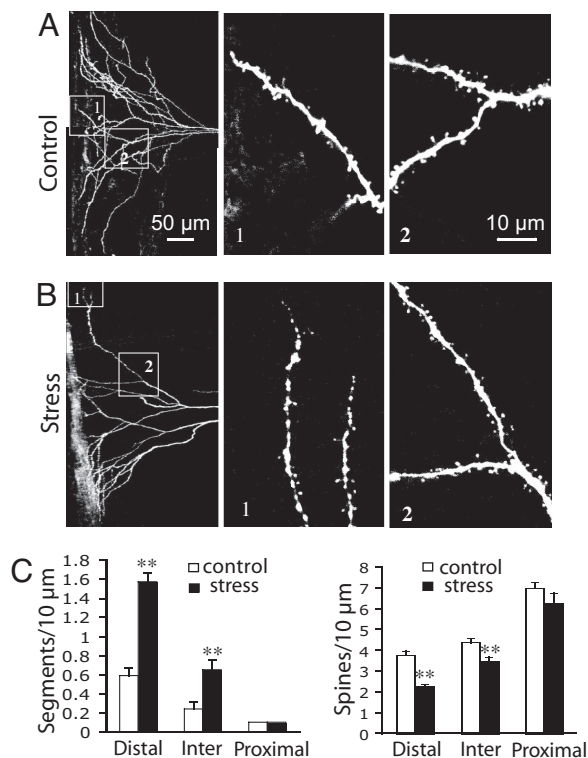 A
Control
1
2
50 µm
1
2
10 µm
B
Stress
1
2
1
2
C
Segments/10 µm
1.8
1.6
1.4
1.2
1
0.8
0.6
0.4
0.2
control
stress
**
**
Distal Inter Proximal
Spines/10 µm
8
7
6
5
4
3
2
1
0
control
stress
**
**
Distal Inter Proximal